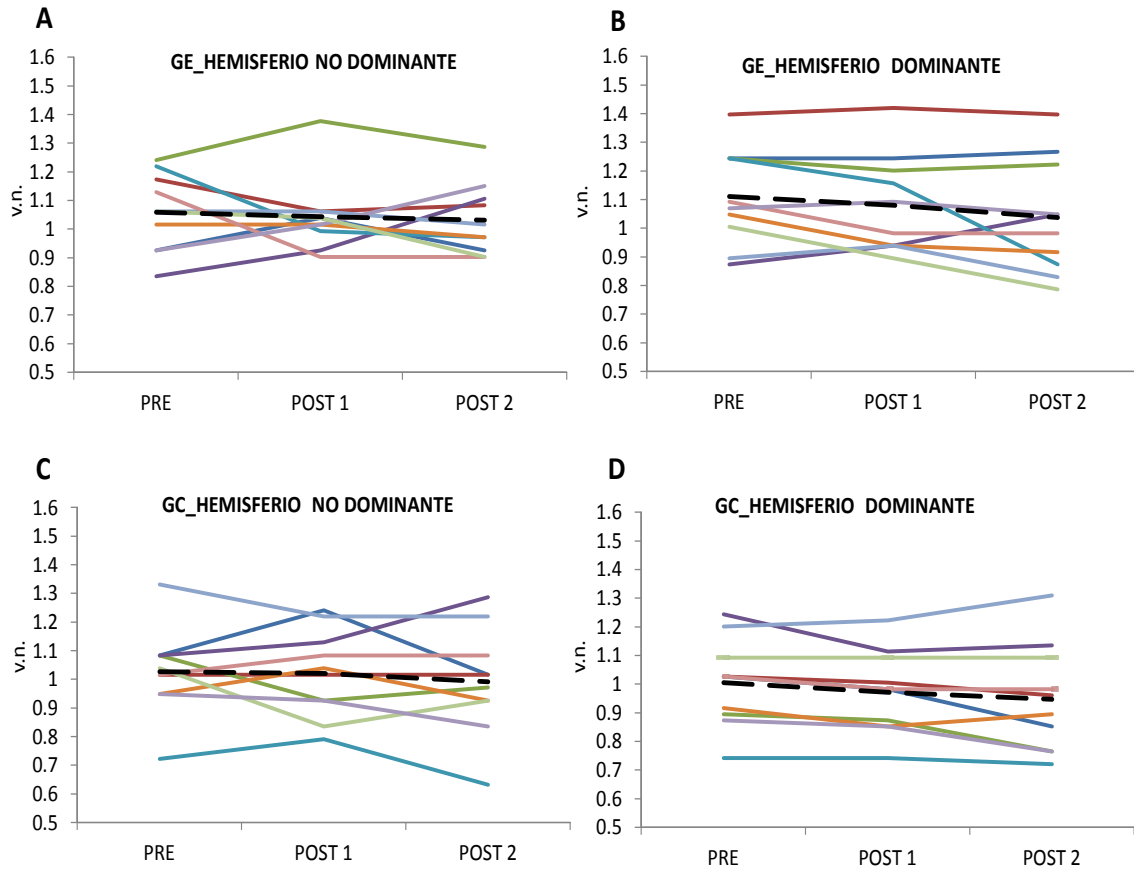 A
GE_HEMISFERIO NO DOMINANTE
1.6
1.5
1.4
1.3
1.2
1.1
1
0.9
0.8
0.7
0.6
0.5
v.n.
PRE
POST 1
POST 2
B
GE_HEMISFERIO DOMINANTE
1.6
1.5
1.4
1.3
1.2
1.1
1
0.9
0.8
0.7
0.6
0.5
v.n.
PRE
POST 1
POST 2
C
GC_HEMISFERIO NO DOMINANTE
1.6
1.5
1.4
1.3
1.2
1.1
1
0.9
0.8
0.7
0.6
0.5
v.n.
PRE
POST 1
POST 2
D
GC_HEMISFERIO DOMINANTE
1.6
1.5
1.4
1.3
1.2
1.1
1
0.9
0.8
0.7
0.6
0.5
v.n.
PRE
POST 1
POST 2